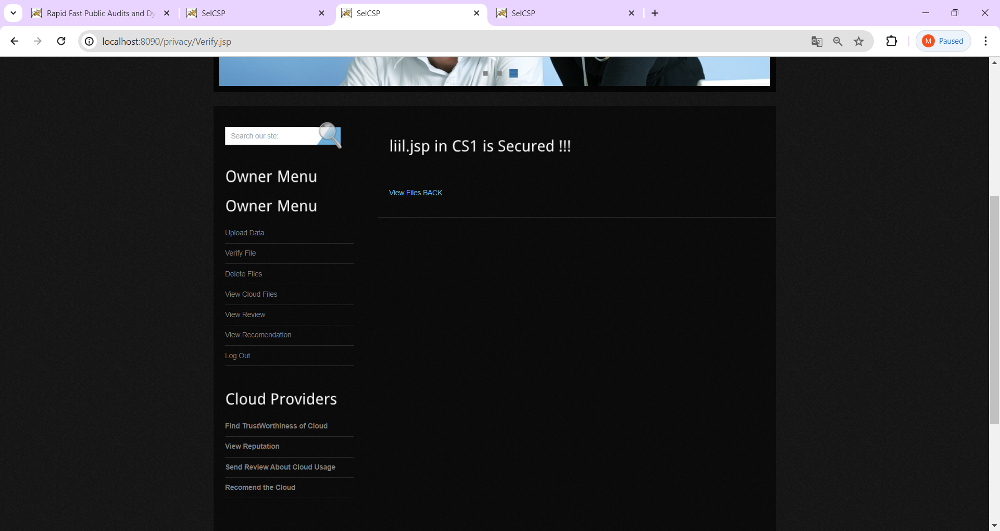 Rapid Fast Public Audits and Dy
SelCSP
SelCSP
SelCSP
localhost:8090/privacy/Verify.jsp
M Paused
Search our ste:
liil.jsp in CS1 is Secured !!!
View Files BACK
Owner Menu
Owner Menu
Upload Data
Verify File
Delete Files
View Cloud Files
View Review
View Recomendation
Log Out
Cloud Providers
Find TrustWorthiness of Cloud
View Reputation
Send Review About Cloud Usage
Recomend the Cloud